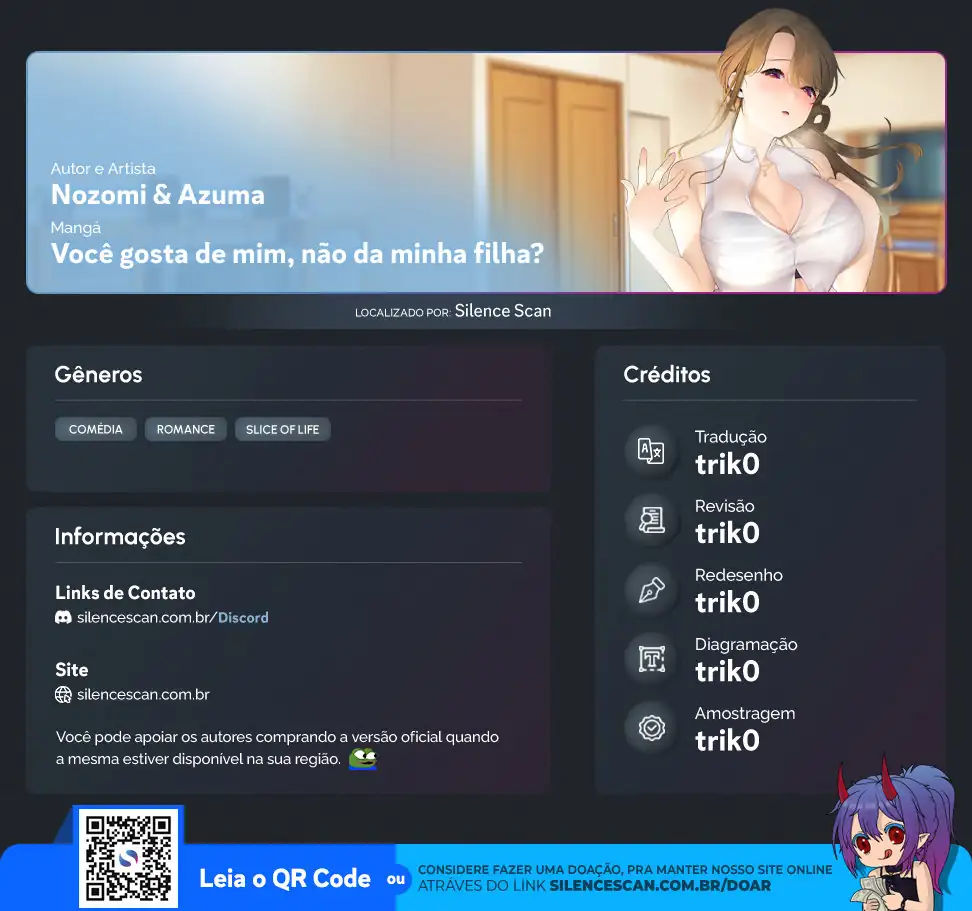 Autor e Artista
Nozomi & Azuma
Mangá
Você gosta de mim, não da minha filha?
LOCALIZADO POR: Silence Scan
Gêneros
COMÉDIA
ROMANCE
SLICE OF LIFE
Informações
Links de Contato
silencescan.com.br/Discord
Site
silencescan.com.br
Você pode apoiar os autores comprando a versão oficial quando
a mesma estiver disponível na sua região.
Créditos
Tradução
trik0
Revisão
trik0
Redesenho
trik0
Diagramação
trik0
Amostragem
trik0
Leia o QR Code ou
CONSIDERE FAZER UMA DOAÇÃO, PRA MANTER NOSSO SITE ONLINE
ATRÁVES DO LINK SILENCESCAN.COM.BR/DOAR